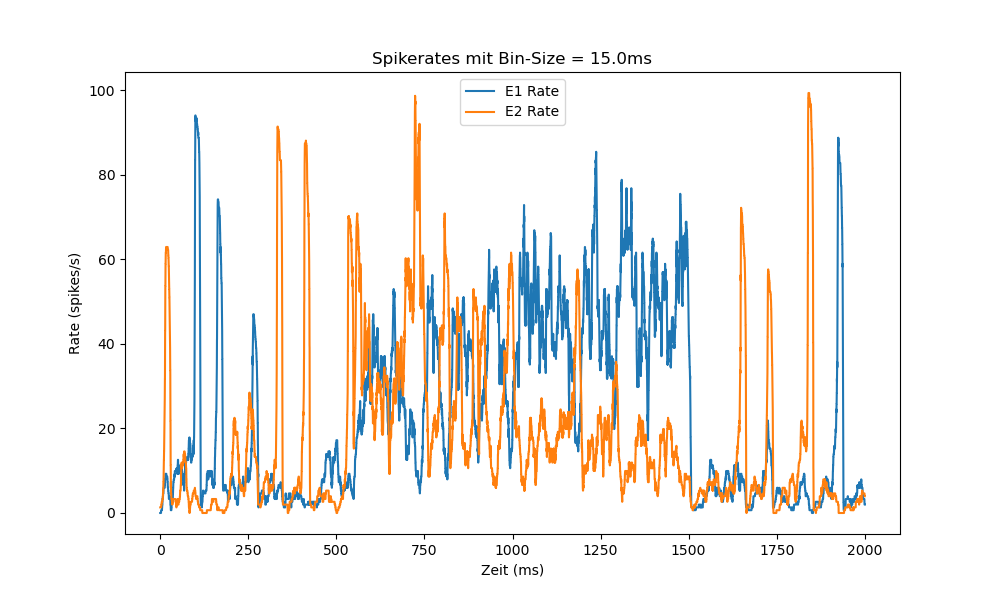 Spikerates mit Bin-Size = 15.0ms
E1 Rate
E2 Rate
100
80
60
40
20
0
Rate (spikes/s)
0 250 500 750 1000 1250 1500 1750 2000
Zeit (ms)